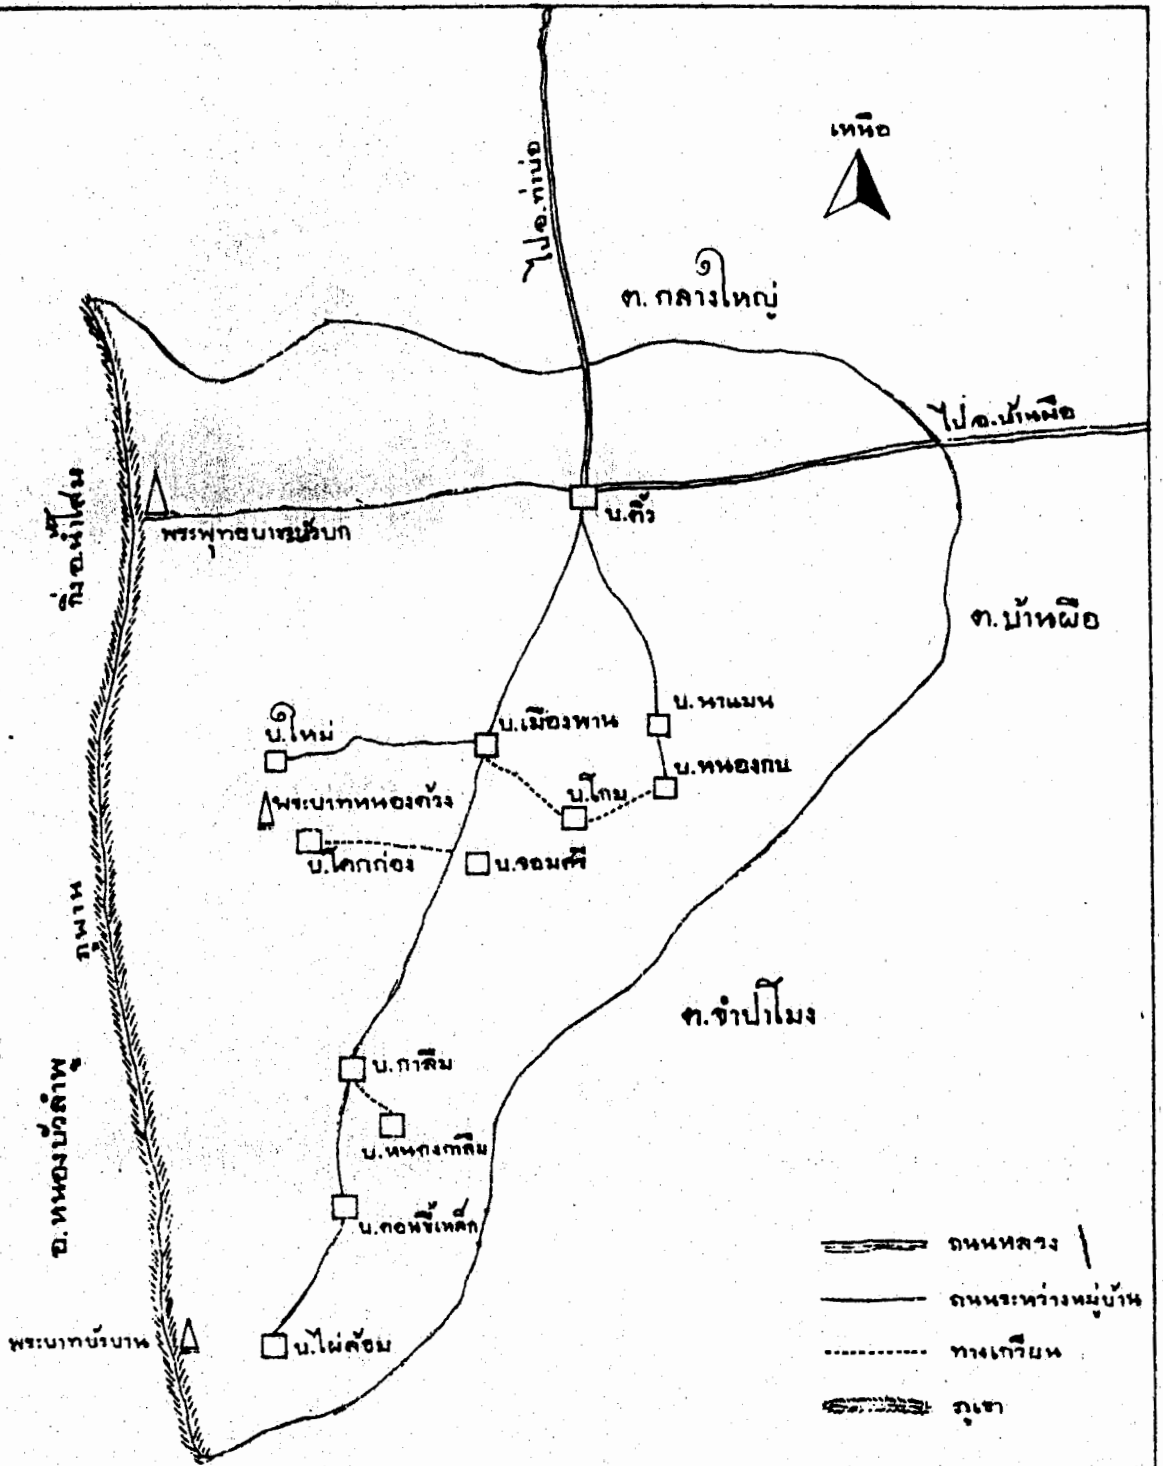 เหนือ
ไป อ.ท่าบ่อ
ต. กลางใหญ่
ไป อ.บ้านผือ
กิ่ง อ.น้ำโสม
พระพุทธบาทบัวบก
บ.ติ้ว
ต.บ้านผือ
บ. นาแมน
บ.ใหม่
บ.เมืองพาน
บ.หนองกบ
พระบาทหนองด้วง
บ.โกม
บ.โคกก่อง
บ.จอมศรี
ภูพาน
ต.จำปาโมง
บ. กาลึม
อ.หนองบัวลำพู
บ.หนองกาลึม
บ.ดอนขี้เหล็ก
ถนนหลวง
ถนนระหว่างหมู่บ้าน
พระบาทบัวบาน
บ.ไผ่ล้อม
ทางเกวียน
ภูเขา